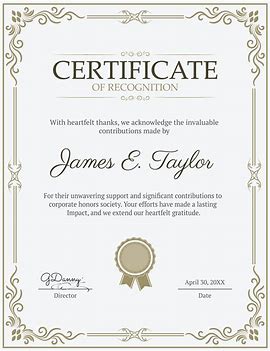 CERTIFICATE
OF RECOGNITION
With heartfelt thanks, we acknowledge the invaluable
contributions made by
James E. Taylor
For their unwavering support and significant contributions to
corporate honors society. Your efforts have made a lasting
Impact, and we extend our heartfelt gratitude.
G.Danny
April 30, 20XX
Director
Date